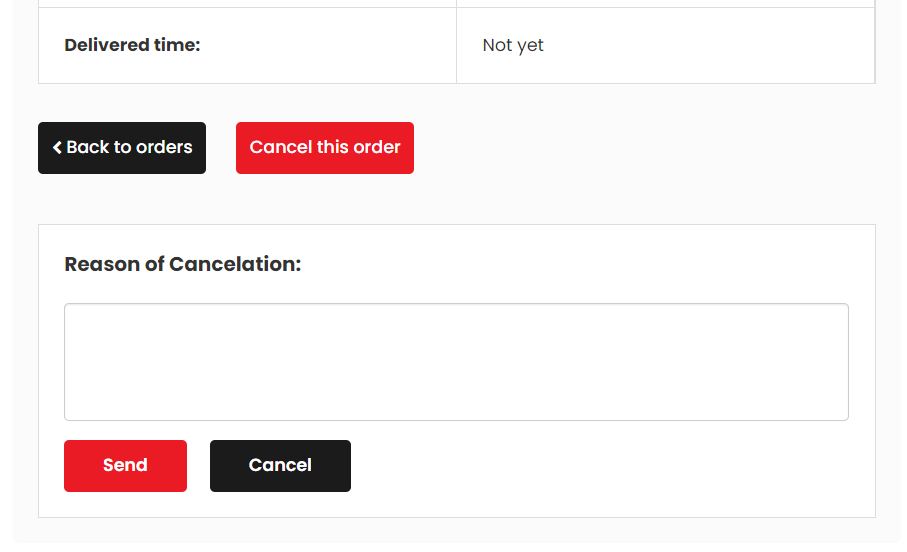 Delivered time: Not yet
Back to orders Cancel this order
Reason of Cancelation:
Send Cancel